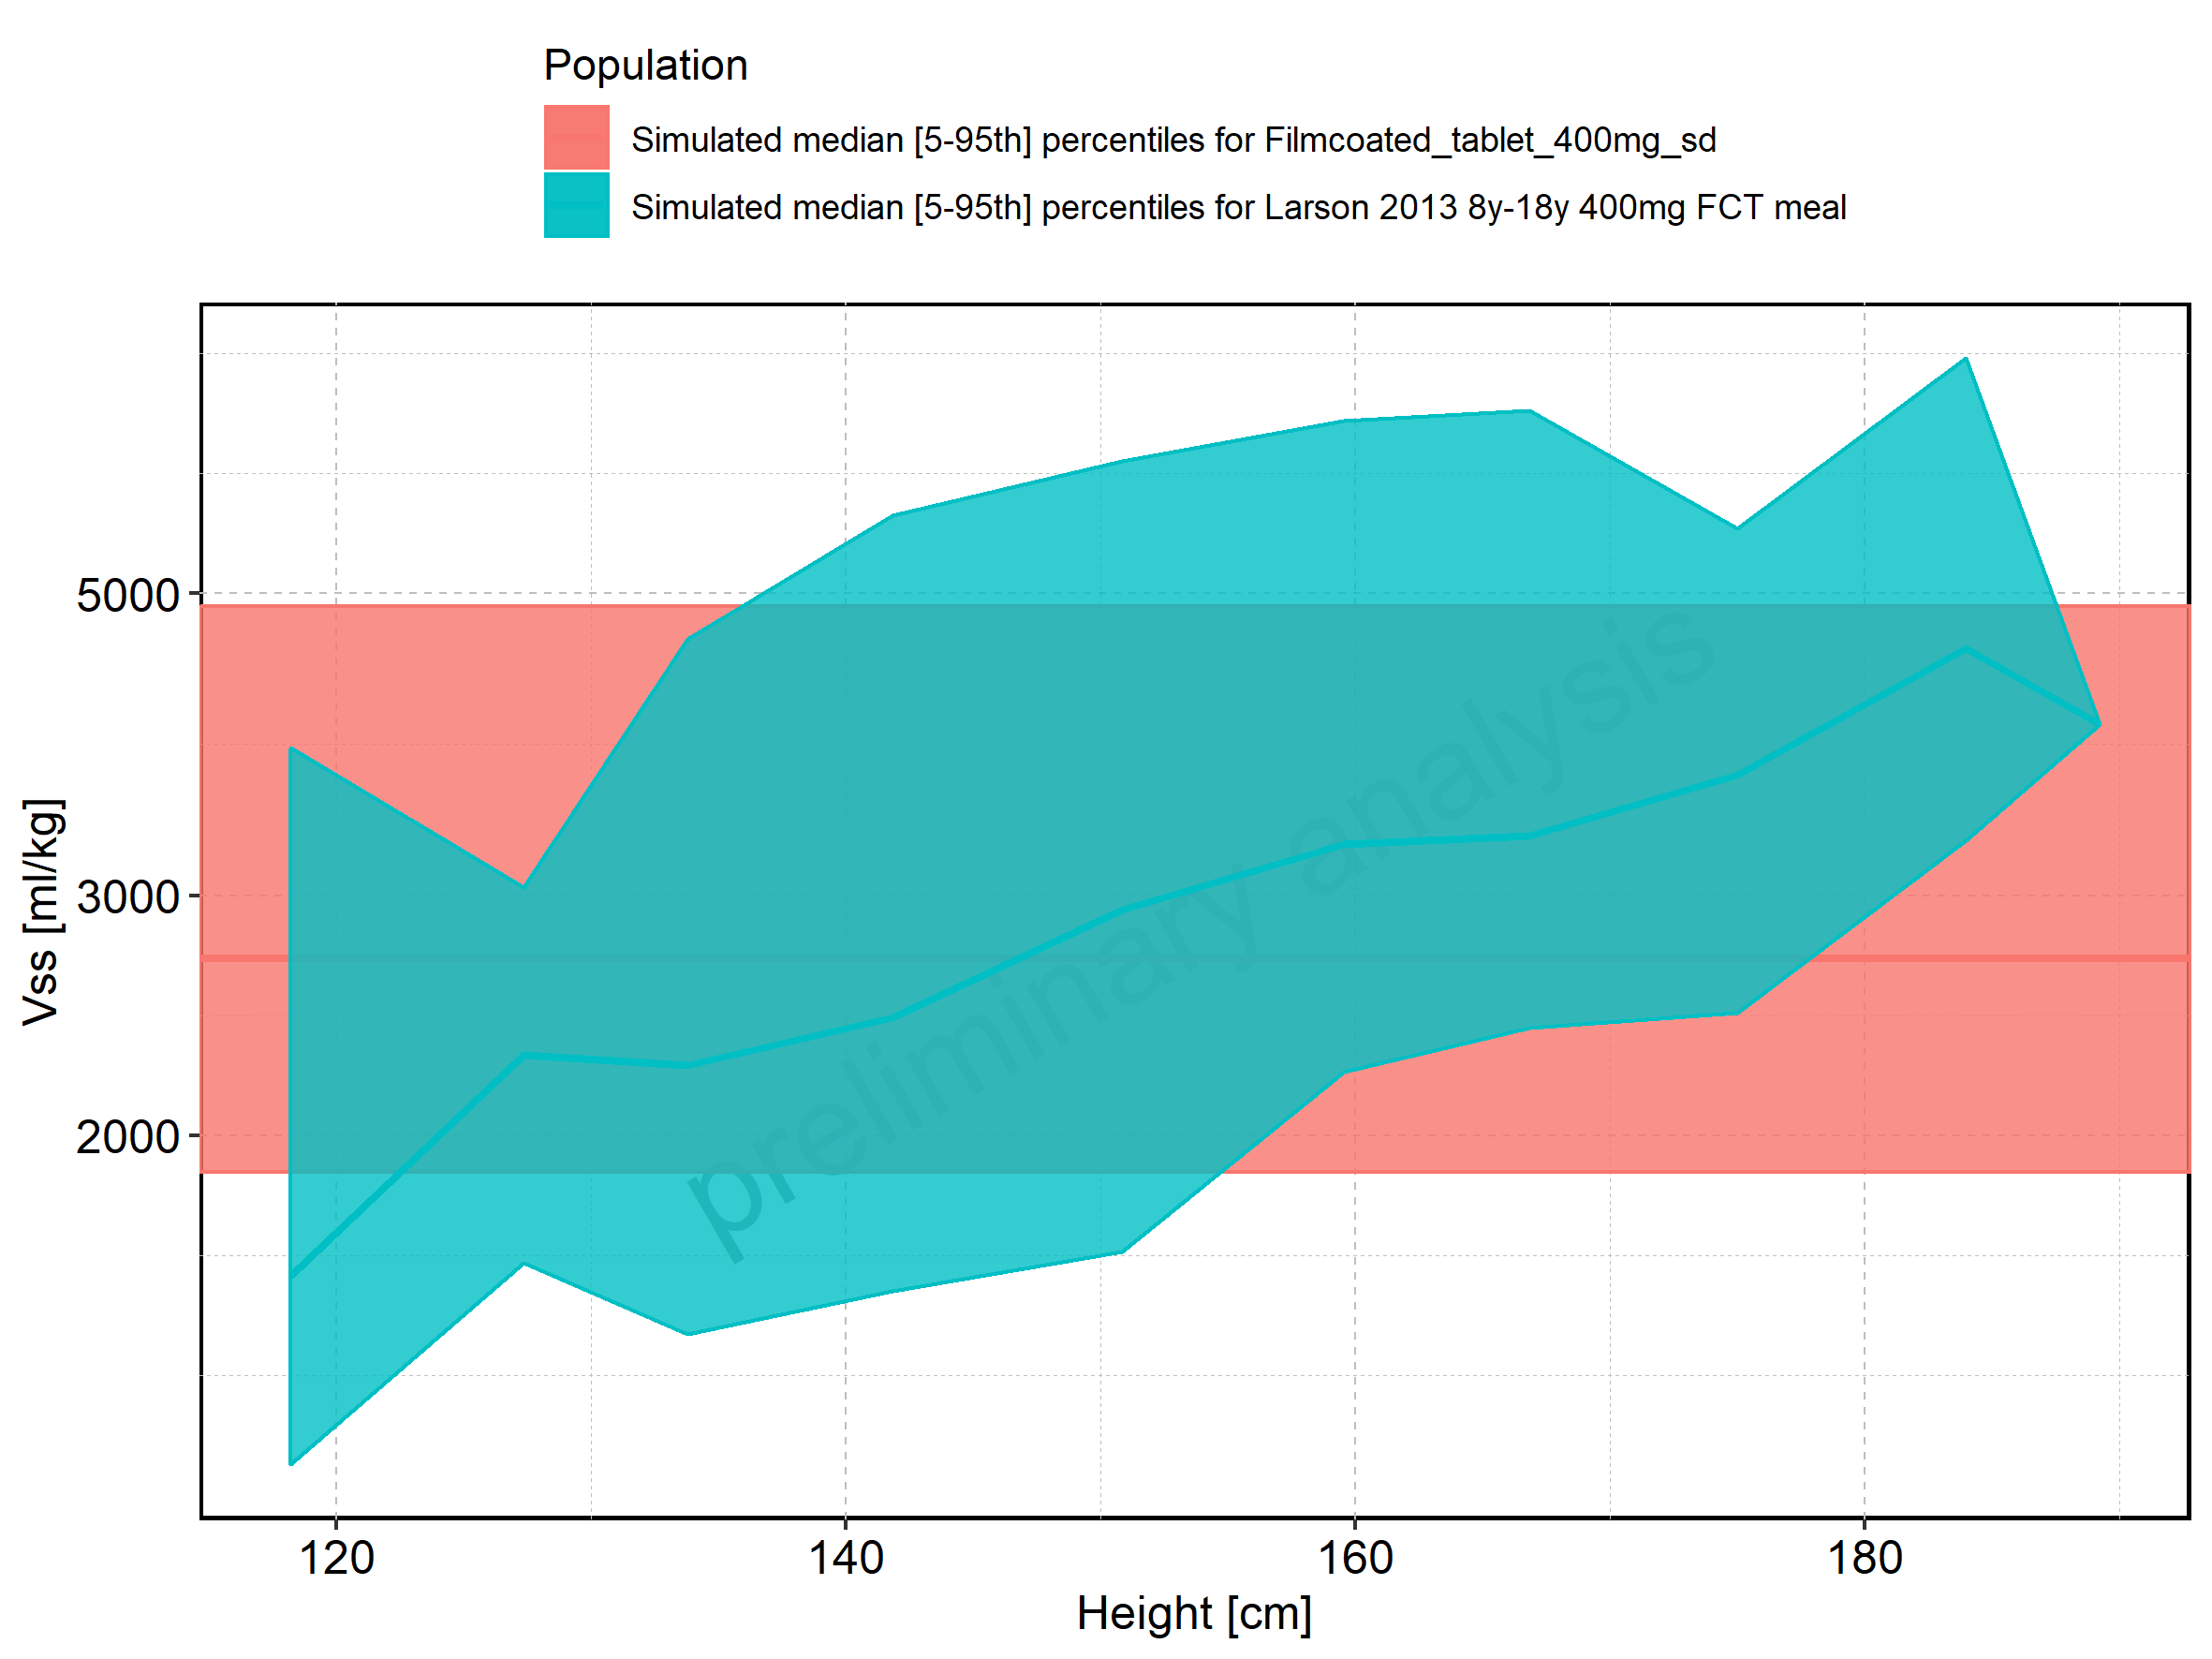 Population
Simulated median [5-95th] percentiles for Filmcoated_tablet_400mg_sd
Simulated median [5-95th] percentiles for Larson 2013 8y-18y 400mg FCT meal
5000
3000
2000
Vss [ml/kg]
preliminary analysis
120
140
160
180
Height [cm]